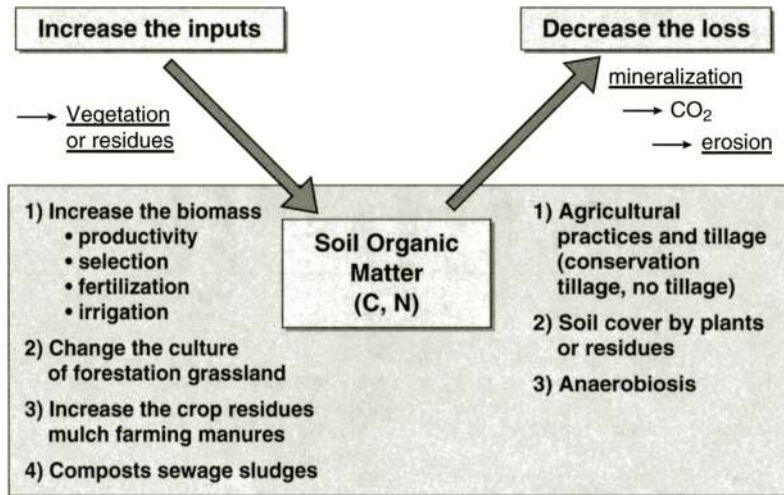 Increase the inputs
Decrease the loss
→ Vegetation
or residues
mineralization
→ CO₂
→ erosion
1) Increase the biomass
• productivity
• selection
• fertilization
• irrigation
2) Change the culture
of forestation grassland
3) Increase the crop residues
mulch farming manures
4) Composts sewage sludges
Soil Organic
Matter
(C, N)
1) Agricultural
practices and tillage
(conservation
tillage, no tillage)
2) Soil cover by plants
or residues
3) Anaerobiosis